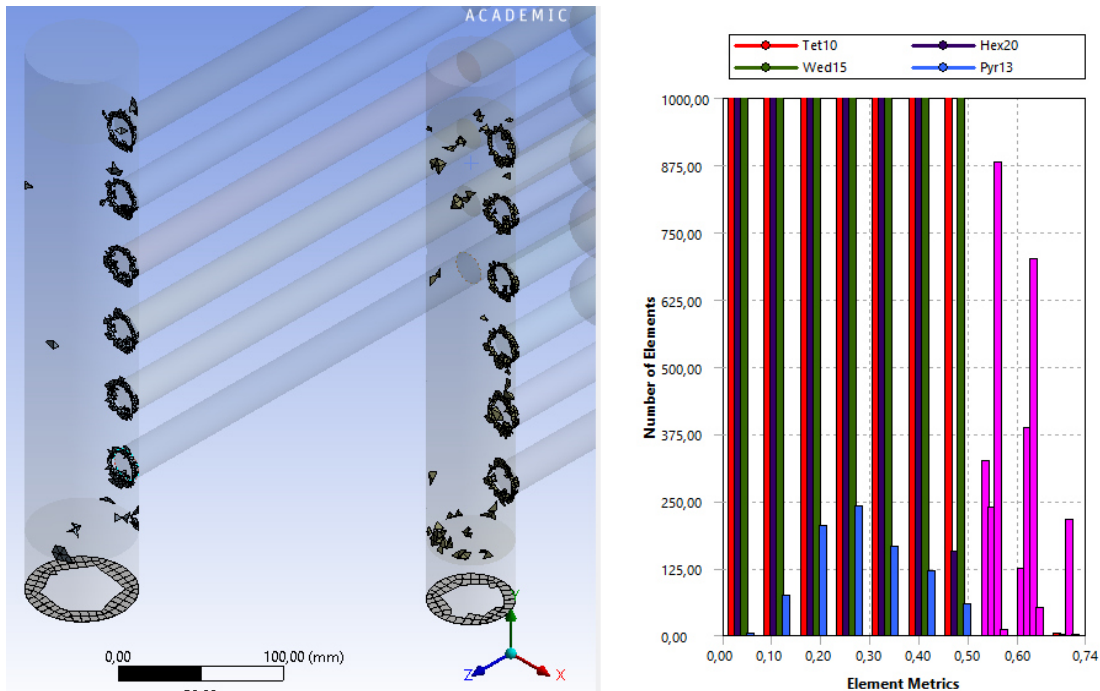 ACADEMIC
0,00
100,00 (mm)
Y
Z
X
Tet10
Hex20
Wed15
Pyr13
1000,00
875,00
750,00
625,00
500,00
375,00
250,00
125,00
0,00
Number of Elements
0,00 0,10 0,20 0,30 0,40 0,50 0,60 0,74
Element Metrics